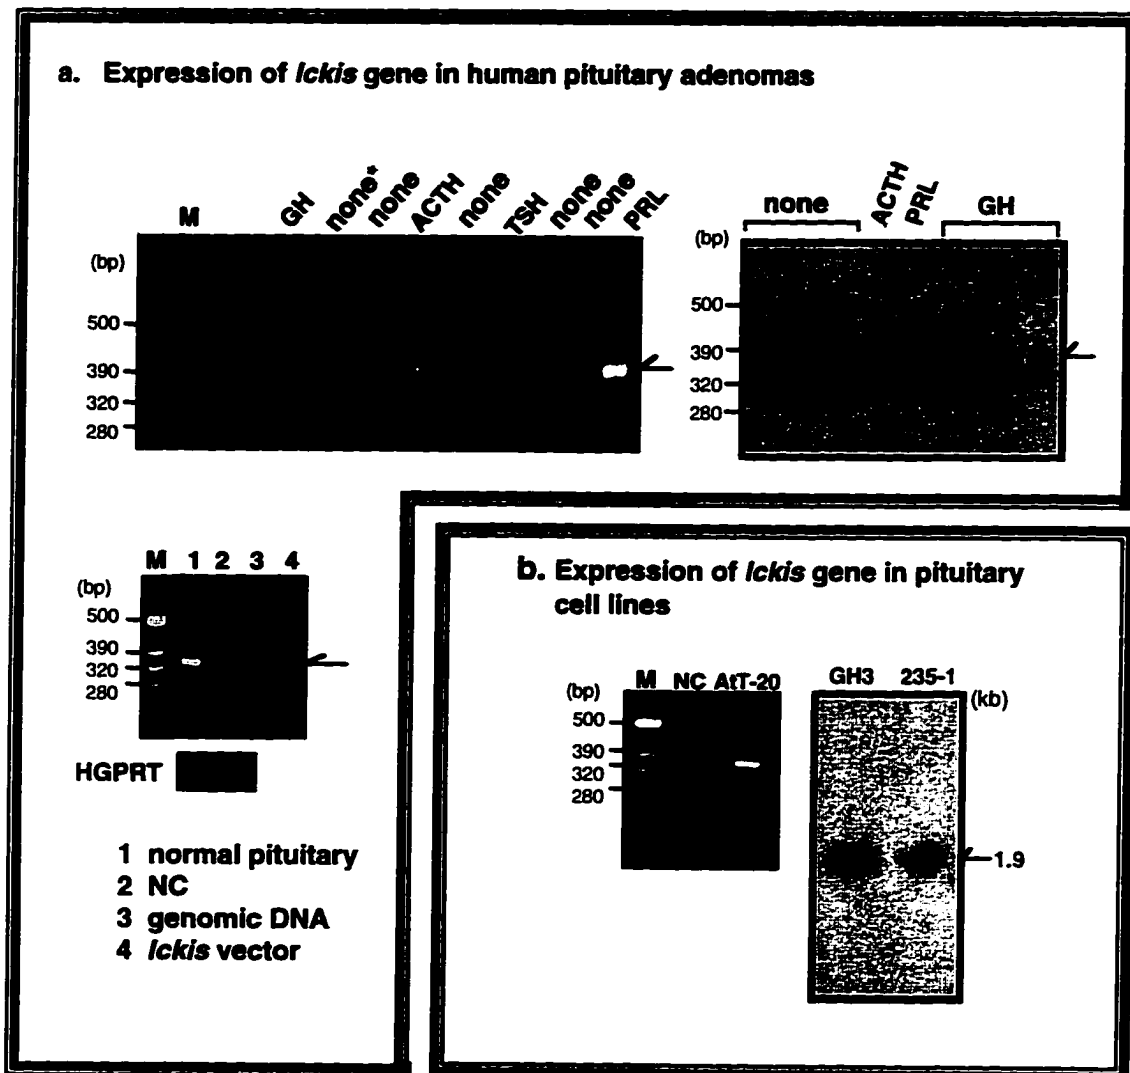 a. Expression of lckis gene in human pituitary adenomas
M GH none* none ACTH none TSH none none PRL
(bp)
500
390
320
280
none ACTH PRL GH
(bp)
500
390
320
280
M 1 2 3 4
(bp)
500
390
320
280
HGPRT
1 normal pituitary
2 NC
3 genomic DNA
4 lckis vector
b. Expression of lckis gene in pituitary
cell lines
M NC AtT-20
(bp)
500
390
320
280
GH3 235-1
(kb)
1.9